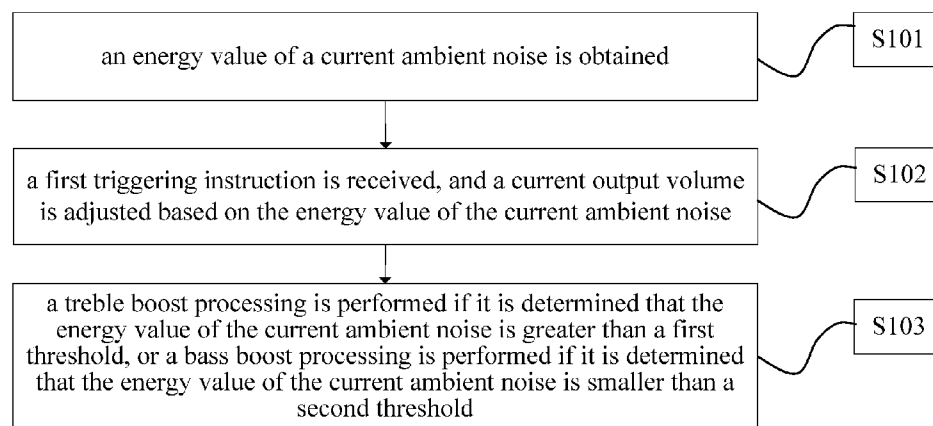 an energy value of a current ambient noise is obtained
S101
a first triggering instruction is received, and a current output volume
is adjusted based on the energy value of the current ambient noise
S102
a treble boost processing is performed if it is determined that the
energy value of the current ambient noise is greater than a first
threshold, or a bass boost processing is performed if it is determined
that the energy value of the current ambient noise is smaller than a
second threshold
S103